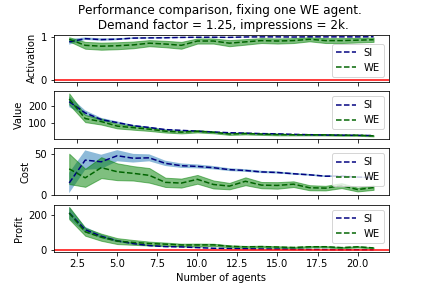 Performance comparison, fixing one WE agent.
Demand factor = 1.25, impressions = 2k.
Activation
1
0
SI
WE
Value
200
100
SI
WE
Cost
50
0
SI
WE
Profit
200
0
SI
WE
2.5 5.0 7.5 10.0 12.5 15.0 17.5 20.0
Number of agents